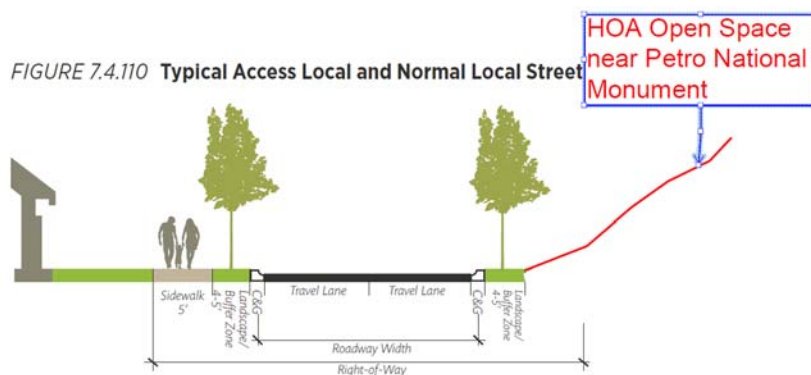 HOA Open Space
near Petro National
Monument
FIGURE 7.4.110 Typical Access Local and Normal Local Street
Sidewalk
5'
Landscape/
Buffer Zone
4-5'
C&G
Travel Lane
Travel Lane
C&G
Landscape/
Buffer Zone
4-5'
Roadway Width
Right-of-Way